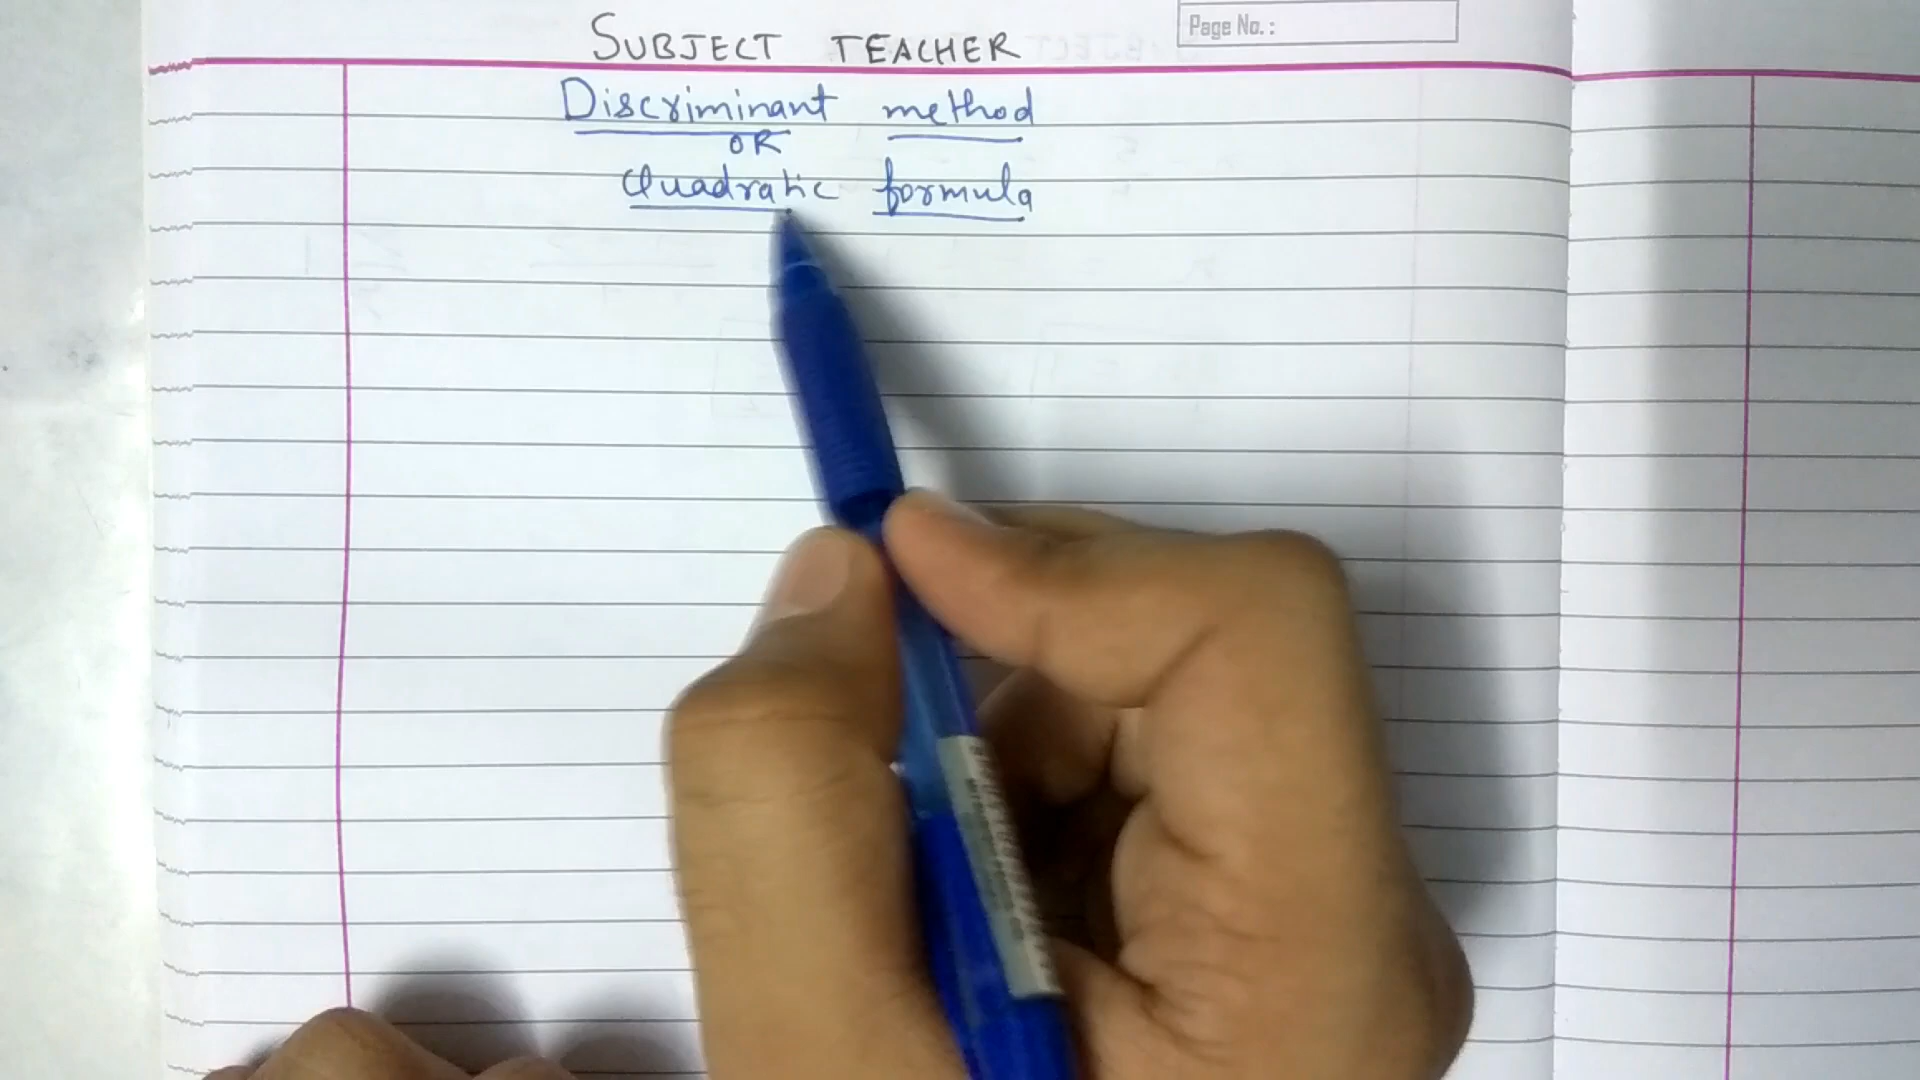 SUBJECT TEACHER
Page No. :
Discriminant method
OR
Quadratic formula